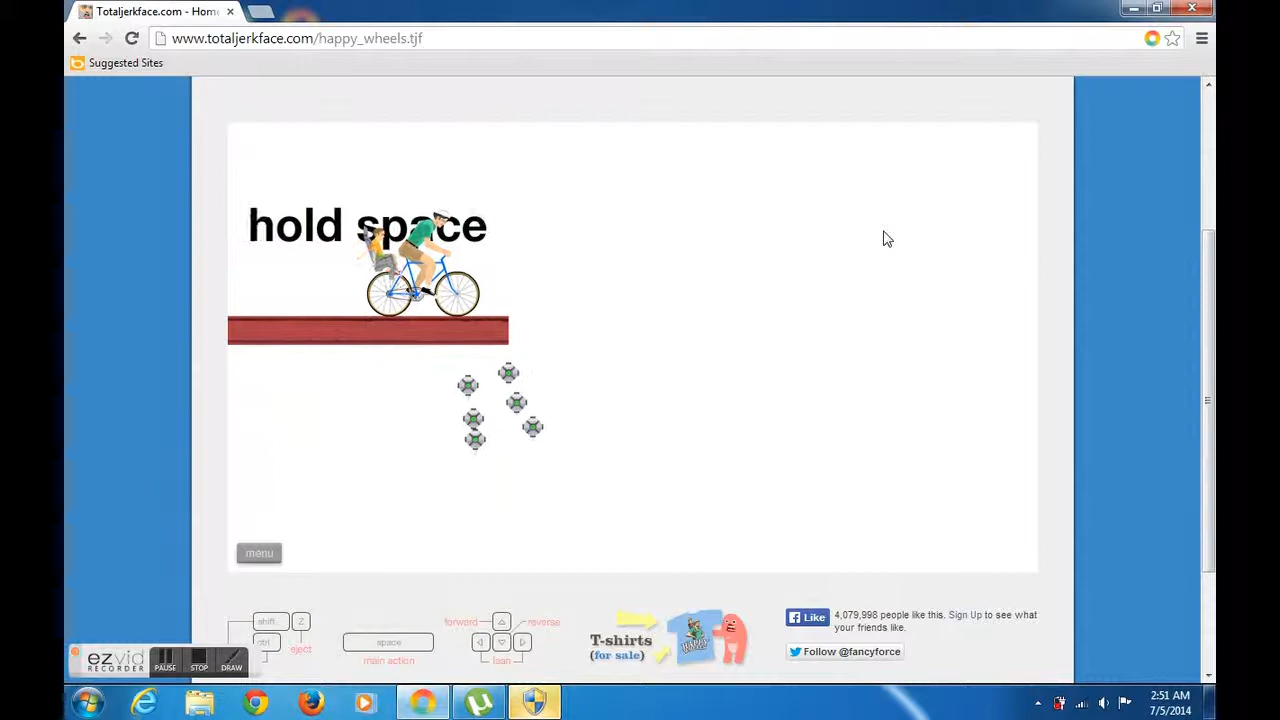 Totaljerkface.com - Hom
www.totaljerkface.com/happy_wheels.tjf
Suggested Sites
hold space
menu
shift
Z
ctrl
eject
space
main action
forward
reverse
lean
T-shirts
(for sale)
Like
4,079,998 people like this. Sign Up to see what
your friends like.
Follow @fancyforce
ezvid
RECORDER
PAUSE
STOP
DRAW
2:51 AM
7/5/2014